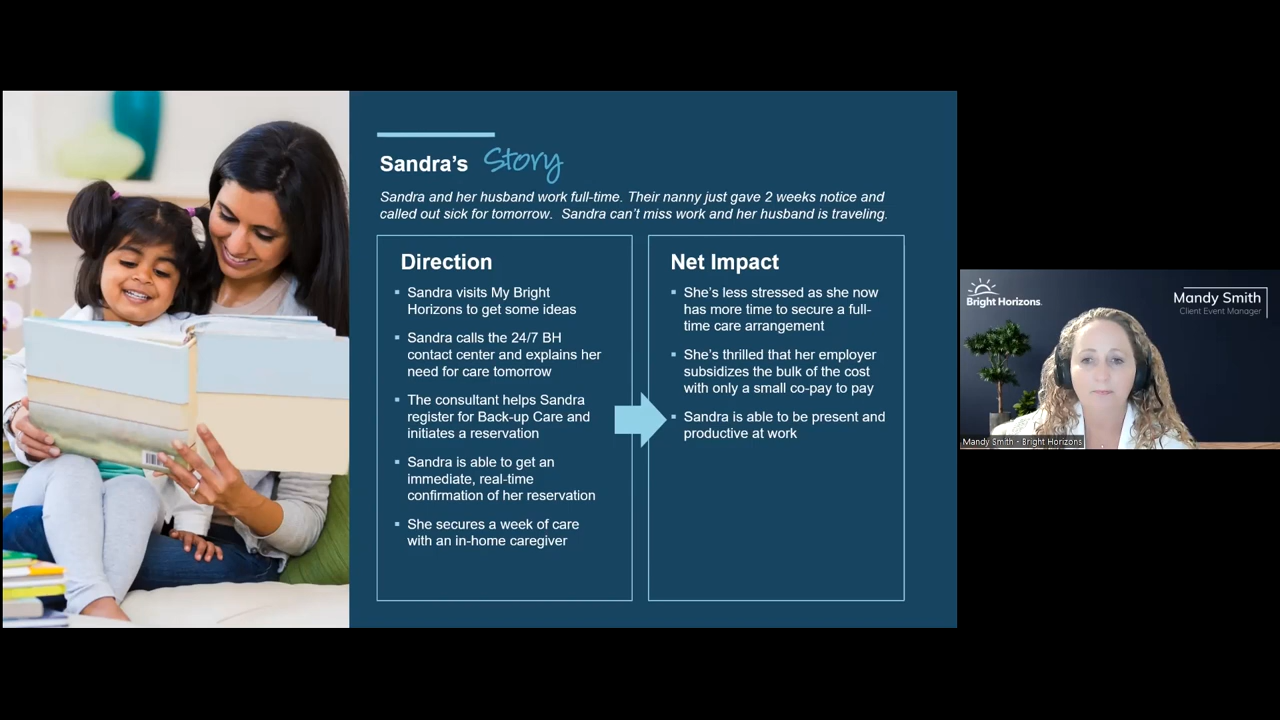 Sandra's Story
Sandra and her husband work full-time. Their nanny just gave 2 weeks notice and
called out sick for tomorrow.  Sandra can't miss work and her husband is traveling.
Direction
▪ Sandra visits My Bright
Horizons to get some ideas
▪ Sandra calls the 24/7 BH
contact center and explains her
need for care tomorrow
▪ The consultant helps Sandra
register for Back-up Care and
initiates a reservation
▪ Sandra is able to get an
immediate, real-time
confirmation of her reservation
▪ She secures a week of care
with an in-home caregiver
Net Impact
▪ She's less stressed as she now
has more time to secure a full-
time care arrangement
▪ She's thrilled that her employer
subsidizes the bulk of the cost
with only a small co-pay to pay
▪ Sandra is able to be present and
productive at work
Bright Horizons.
Mandy Smith
Client Event Manager
Mandy Smith - Bright Horizons